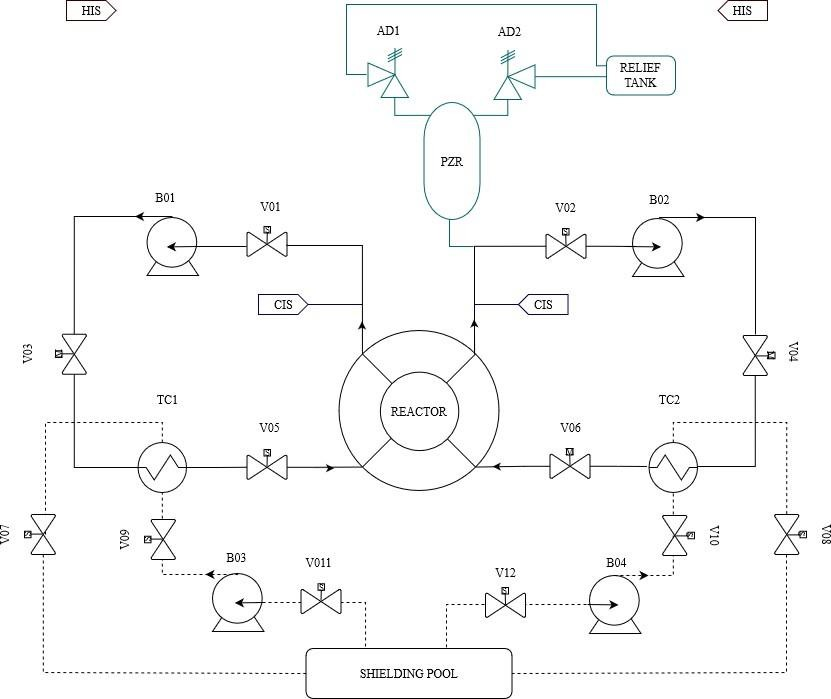 HIS
HIS
AD1
AD2
RELIEF
TANK
PZR
B01
V01
V02
B02
S
S
CIS
CIS
V03
M
M
V04
REACTOR
TC1
V05
V06
TC2
S
M
V07
S
V09
S
S
V10
S
V08
B03
V011
S
V12
S
B04
SHIELDING POOL